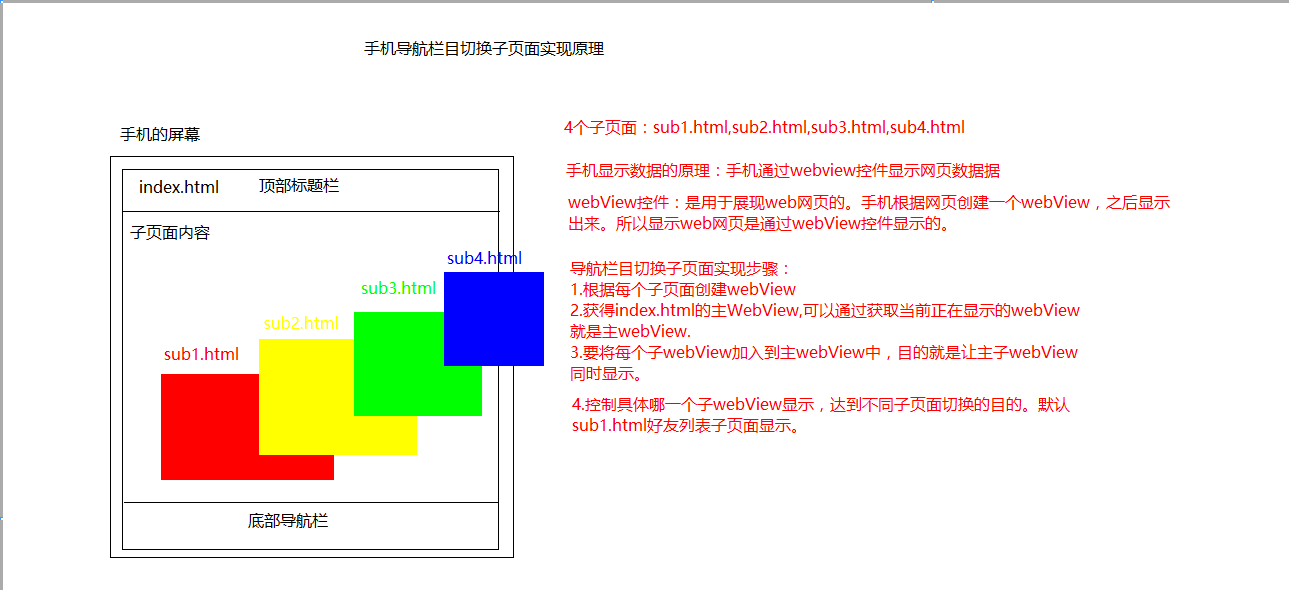 手机导航栏目切换子页面实现原理
手机的屏幕
index.html 顶部标题栏
子页面内容
sub4.html
sub3.html
sub2.html
sub1.html
底部导航栏
4个子页面：sub1.html,sub2.html,sub3.html,sub4.html
手机显示数据的原理：手机通过webview控件显示网页数据据
webView控件：是用于展现web网页的。手机根据网页创建一个webView，之后显示
出来。所以显示web网页是通过webView控件显示的。
导航栏目切换子页面实现步骤：
1.根据每个子页面创建webView
2.获得index.html的主WebView,可以通过获取当前正在显示的webView
就是主webView.
3.要将每个子webView加入到主webView中，目的就是让主子webView
同时显示。
4.控制具体哪一个子webView显示，达到不同子页面切换的目的。默认
sub1.html好友列表子页面显示。